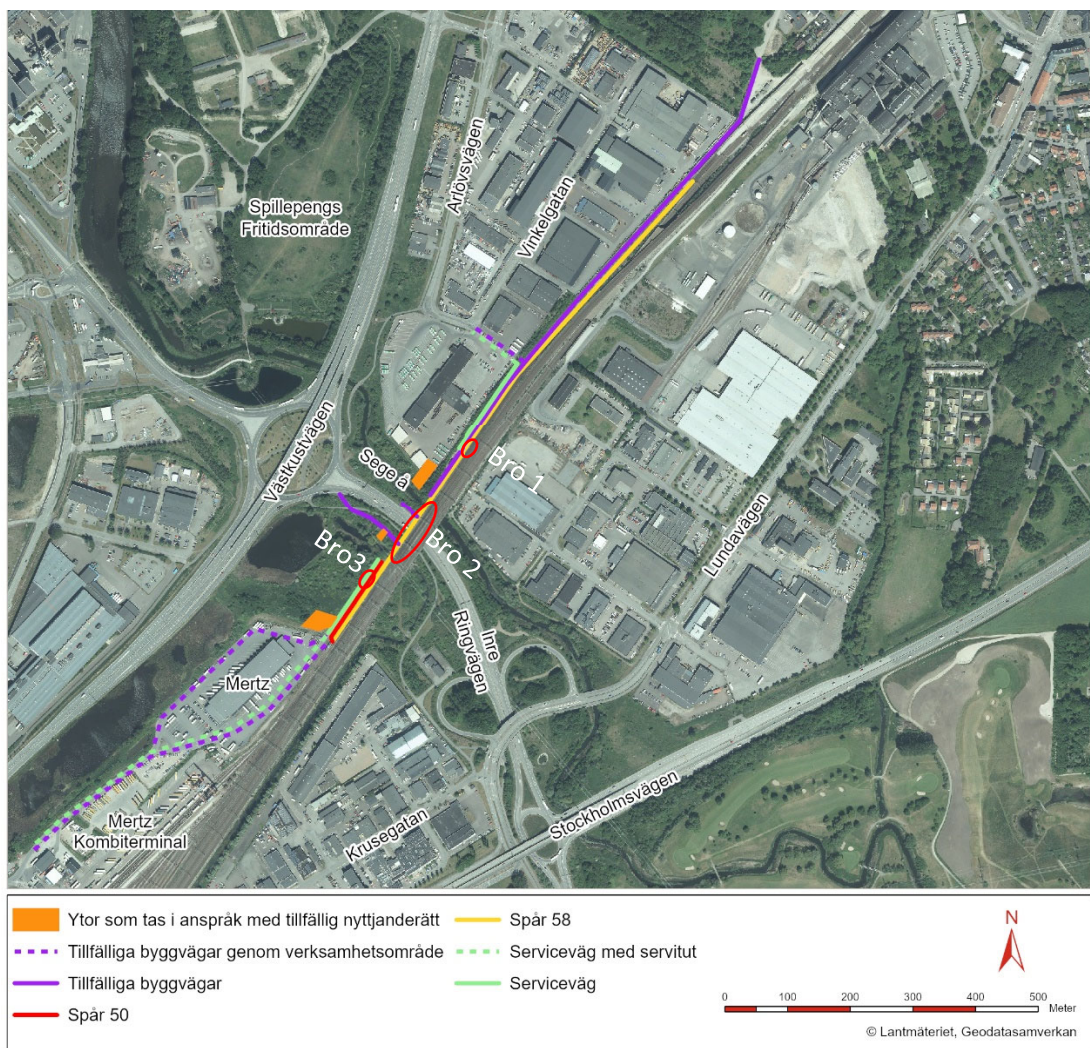 Arlövsvägen
Spillepengs
Fritidsområde
Vinkelgatan
Västkustvägen
Sege å
Bro 1
Bro 2
Bro3
Lundavägen
Inre
Ringvägen
Mertz
Mertz
Kombiterminal
Krusegatan
Stockholmsvägen
Ytor som tas i anspråk med tillfällig nyttjanderätt
Tillfälliga byggvägar genom verksamhetsområde
Tillfälliga byggvägar
Spår 50
Spår 58
Serviceväg med servitut
Serviceväg
N
0 100 200 300 400 500
Meter
© Lantmäteriet, Geodatasamverkan